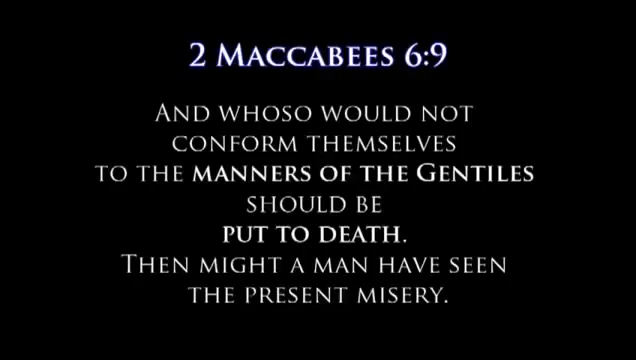 2 Maccabees 6:9
And whoso would not
conform themselves
to the manners of the Gentiles
should be
put to death.
Then might a man have seen
the present misery.